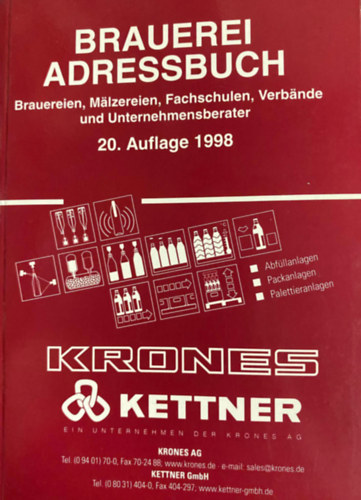 BRAUEREI
ADRESSBUCH
Brauereien, Mälzereien, Fachschulen, Verbände
und Unternehmensberater
20. Auflage 1998
Abfüllanlagen
Packanlagen
Palettieranlagen
KRONES
KETTNER
EIN UNTERNEHMEN DER KRONES AG
KRONES AG
Tel. (0 94 01) 70-0, Fax 70-24 88, www.krones.de · e-mail: sales@krones.de
KETTNER GmbH
Tel. (0 80 31) 404-0, Fax 404-297, www.kettner-gmbh.de